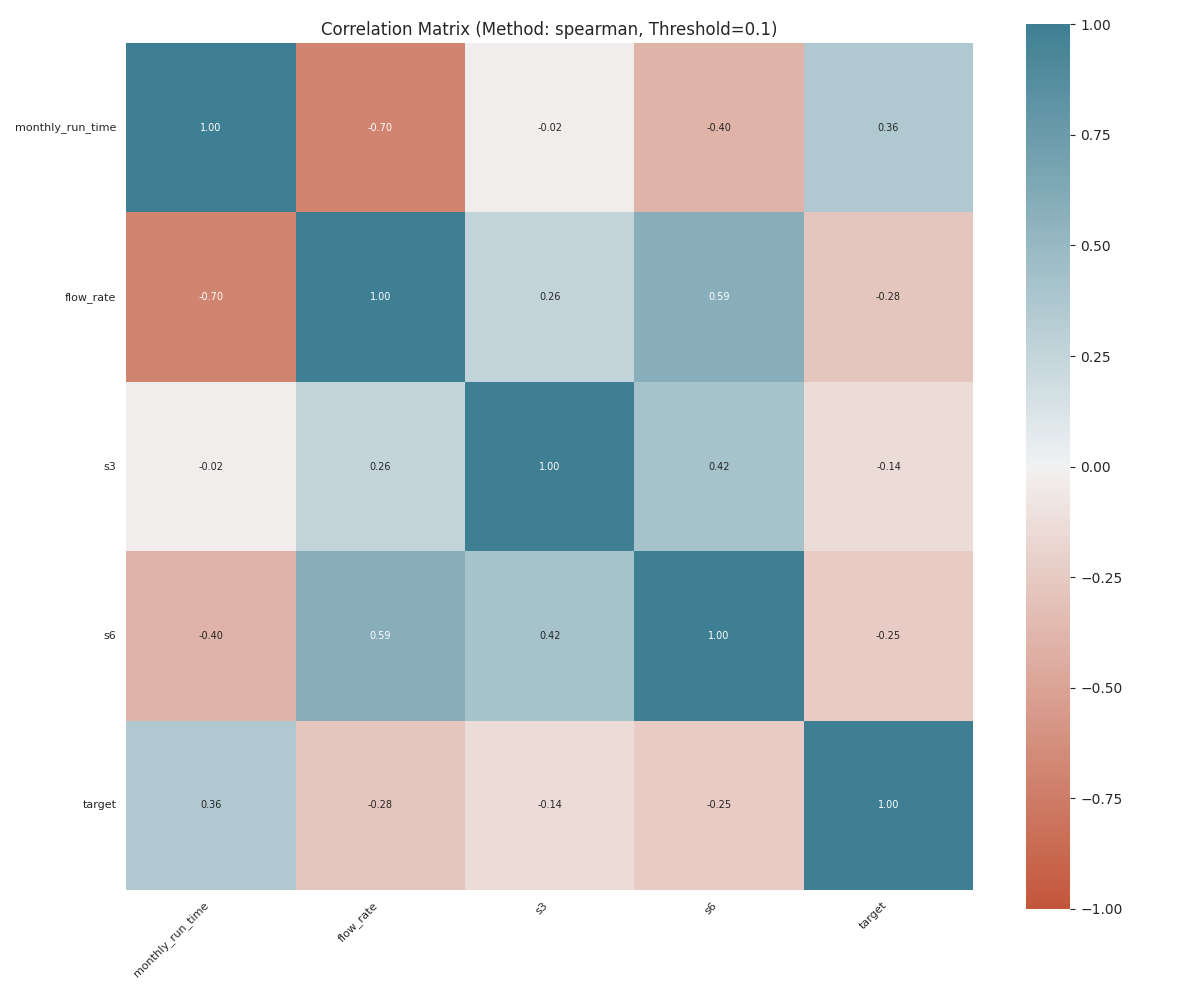 Correlation Matrix (Method: spearman, Threshold=0.1)
monthly_run_time 1.00 -0.70 -0.02 -0.40 0.36
flow_rate -0.70 1.00 0.26 0.59 -0.28
s3 -0.02 0.26 1.00 0.42 -0.14
s6 -0.40 0.59 0.42 1.00 -0.25
target 0.36 -0.28 -0.14 -0.25 1.00
monthly_run_time flow_rate s3 s6 target
1.00
0.75
0.50
0.25
0.00
−0.25
−0.50
−0.75
−1.00